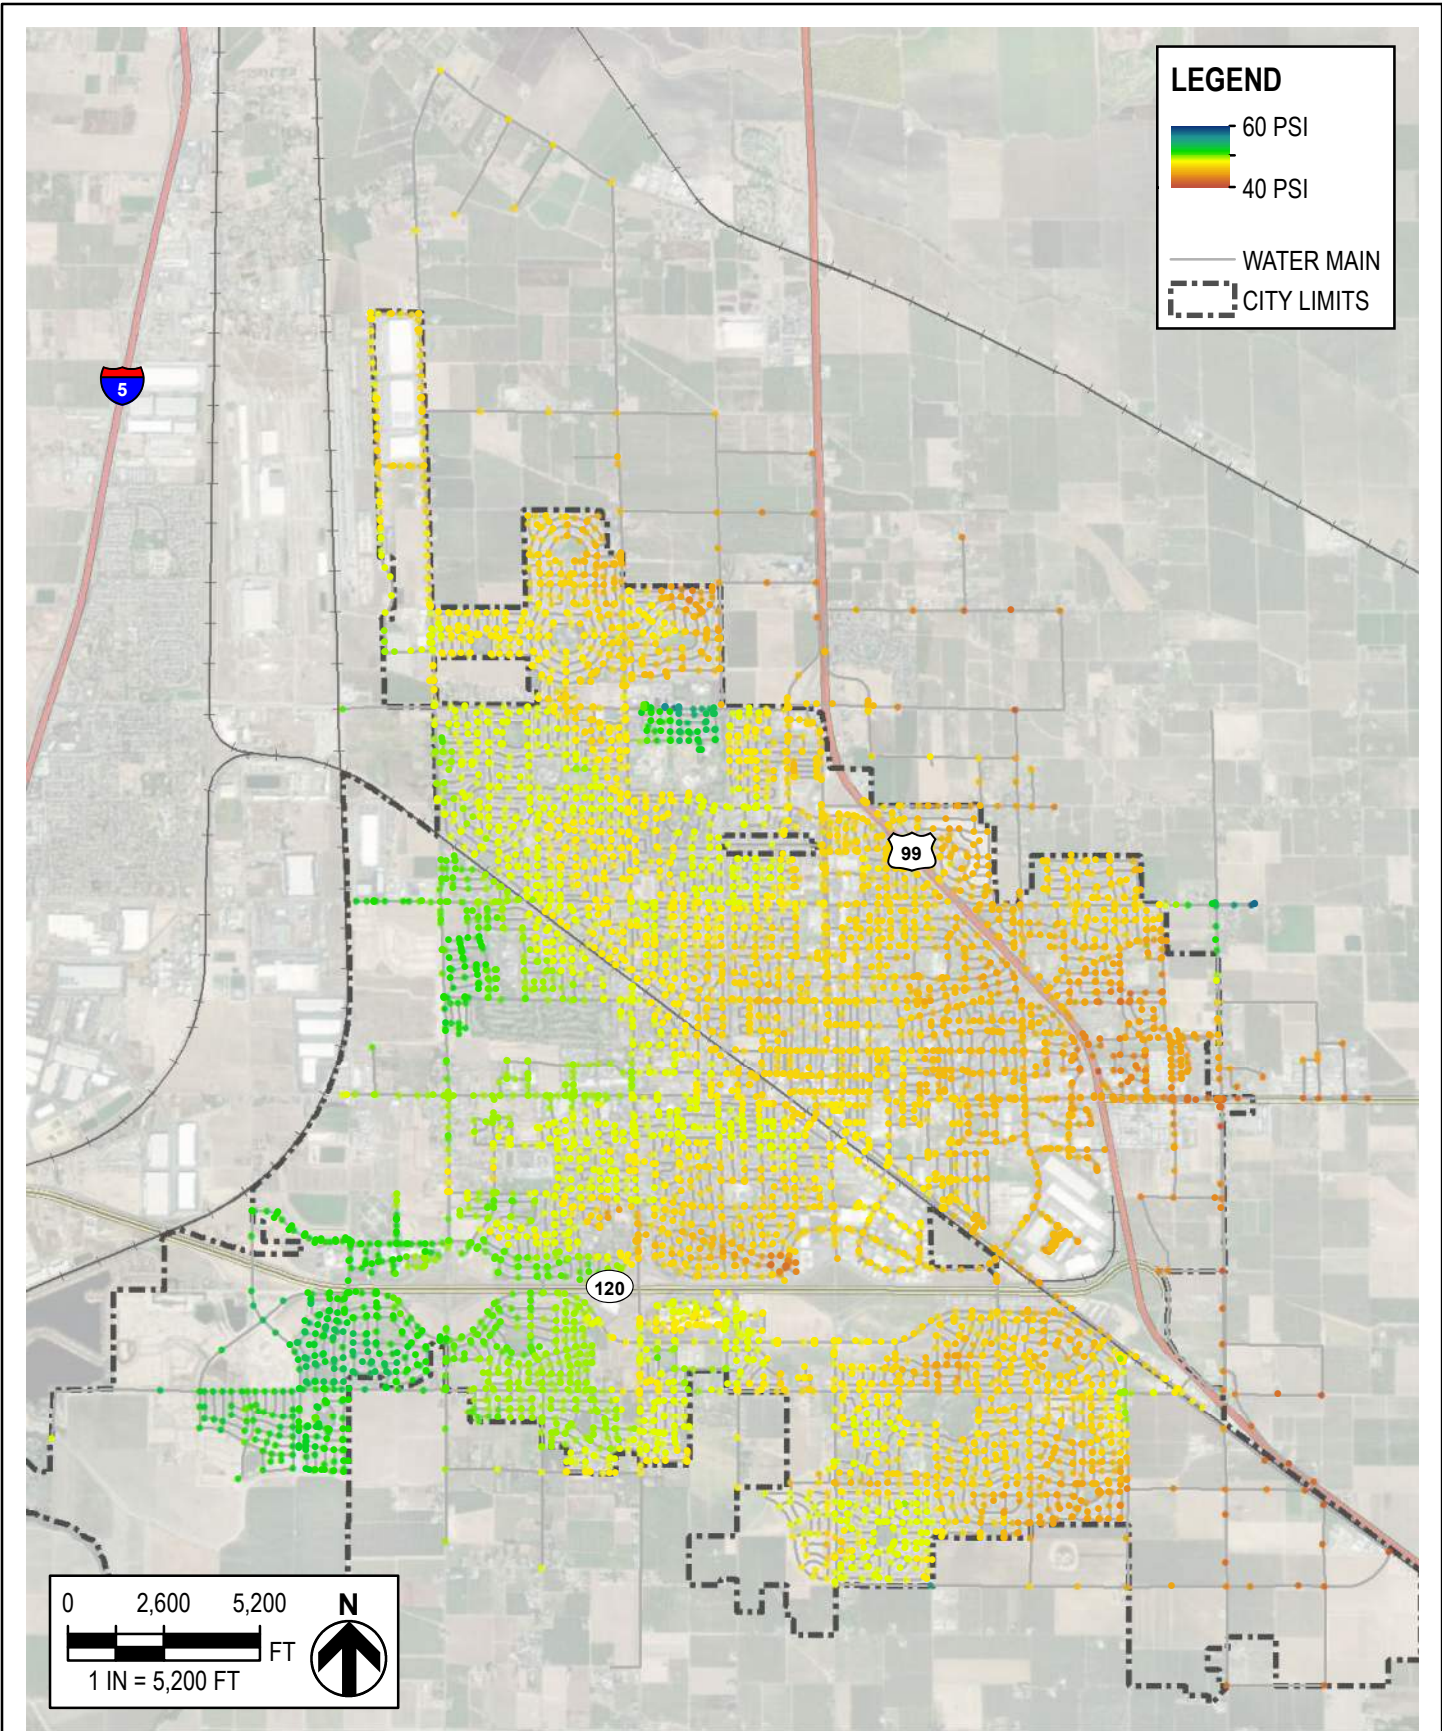 LEGEND
60 PSI
40 PSI
WATER MAIN
CITY LIMITS
5
99
120
0 2,600 5,200
FT
1 IN = 5,200 FT
N